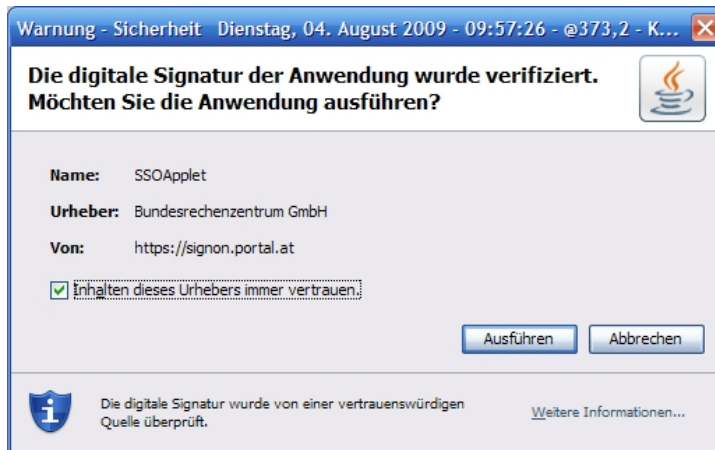 Warnung - Sicherheit Dienstag, 04. August 2009 - 09:57:26 - @373,2 - K...
Die digitale Signatur der Anwendung wurde verifiziert.
Möchten Sie die Anwendung ausführen?
Name: SSOApplet
Urheber: Bundesrechenzentrum GmbH
Von: https://signon.portal.at
Inhalten dieses Urhebers immer vertrauen.
Ausführen Abbrechen
Die digitale Signatur wurde von einer vertrauenswürdigen
Quelle überprüft.
Weitere Informationen...